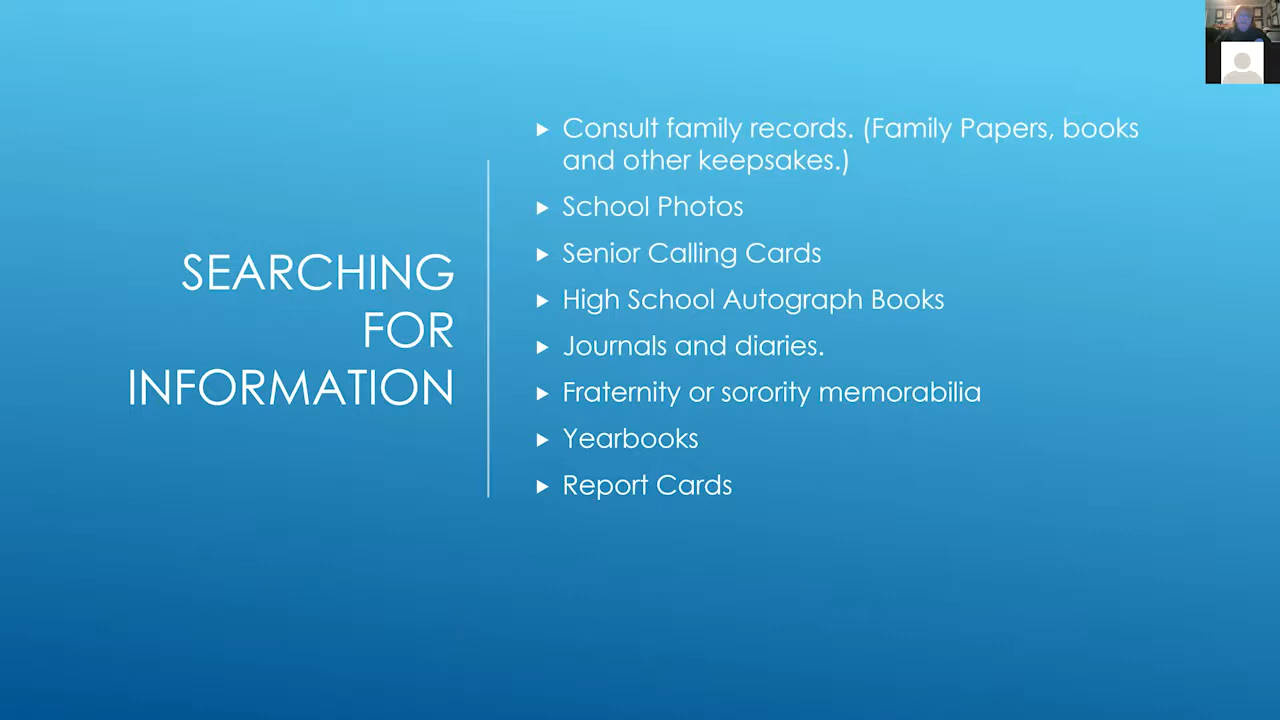 SEARCHING
FOR
INFORMATION
Consult family records. (Family Papers, books
and other keepsakes.)
School Photos
Senior Calling Cards
High School Autograph Books
Journals and diaries.
Fraternity or sorority memorabilia
Yearbooks
Report Cards